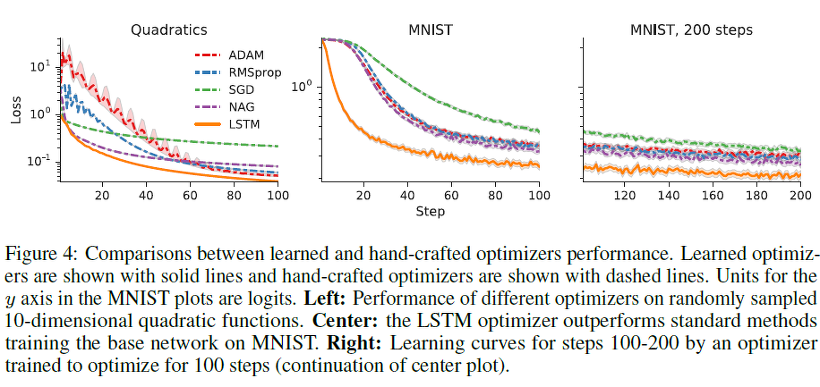 Quadratics
MNIST
MNIST, 200 steps
Loss
10¹
10⁰
10⁻¹
ADAM
RMSprop
SGD
NAG
LSTM
20 40 60 80 100
10⁰
20 40 60 80 100
120 140 160 180 200
Step
Figure 4: Comparisons between learned and hand-crafted optimizers performance. Learned optimiz-
ers are shown with solid lines and hand-crafted optimizers are shown with dashed lines. Units for the
y axis in the MNIST plots are logits. Left: Performance of different optimizers on randomly sampled
10-dimensional quadratic functions. Center: the LSTM optimizer outperforms standard methods
training the base network on MNIST. Right: Learning curves for steps 100-200 by an optimizer
trained to optimize for 100 steps (continuation of center plot).